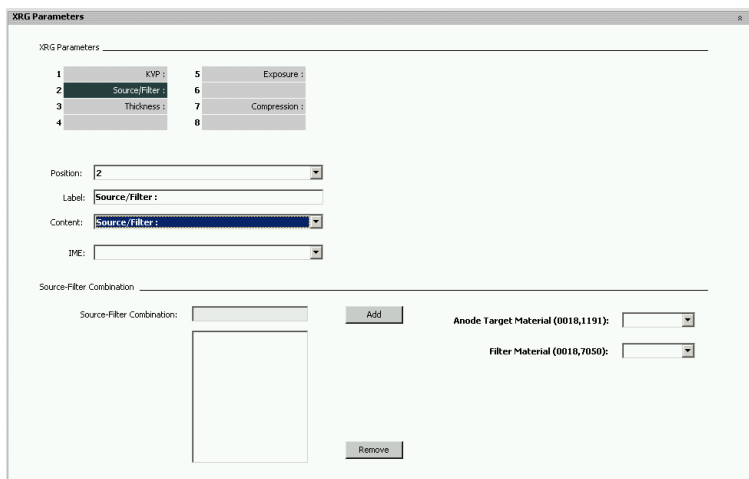 XRG Parameters
XRG Parameters
1 KVP : 5 Exposure :
2 Source/Filter : 6
3 Thickness : 7 Compression :
4 8
Position: 2
Label: Source/Filter :
Content: Source/Filter :
IME:
Source-Filter Combination
Source-Filter Combination: Add Anode Target Material (0018,1191):
Filter Material (0018,7050):
Remove